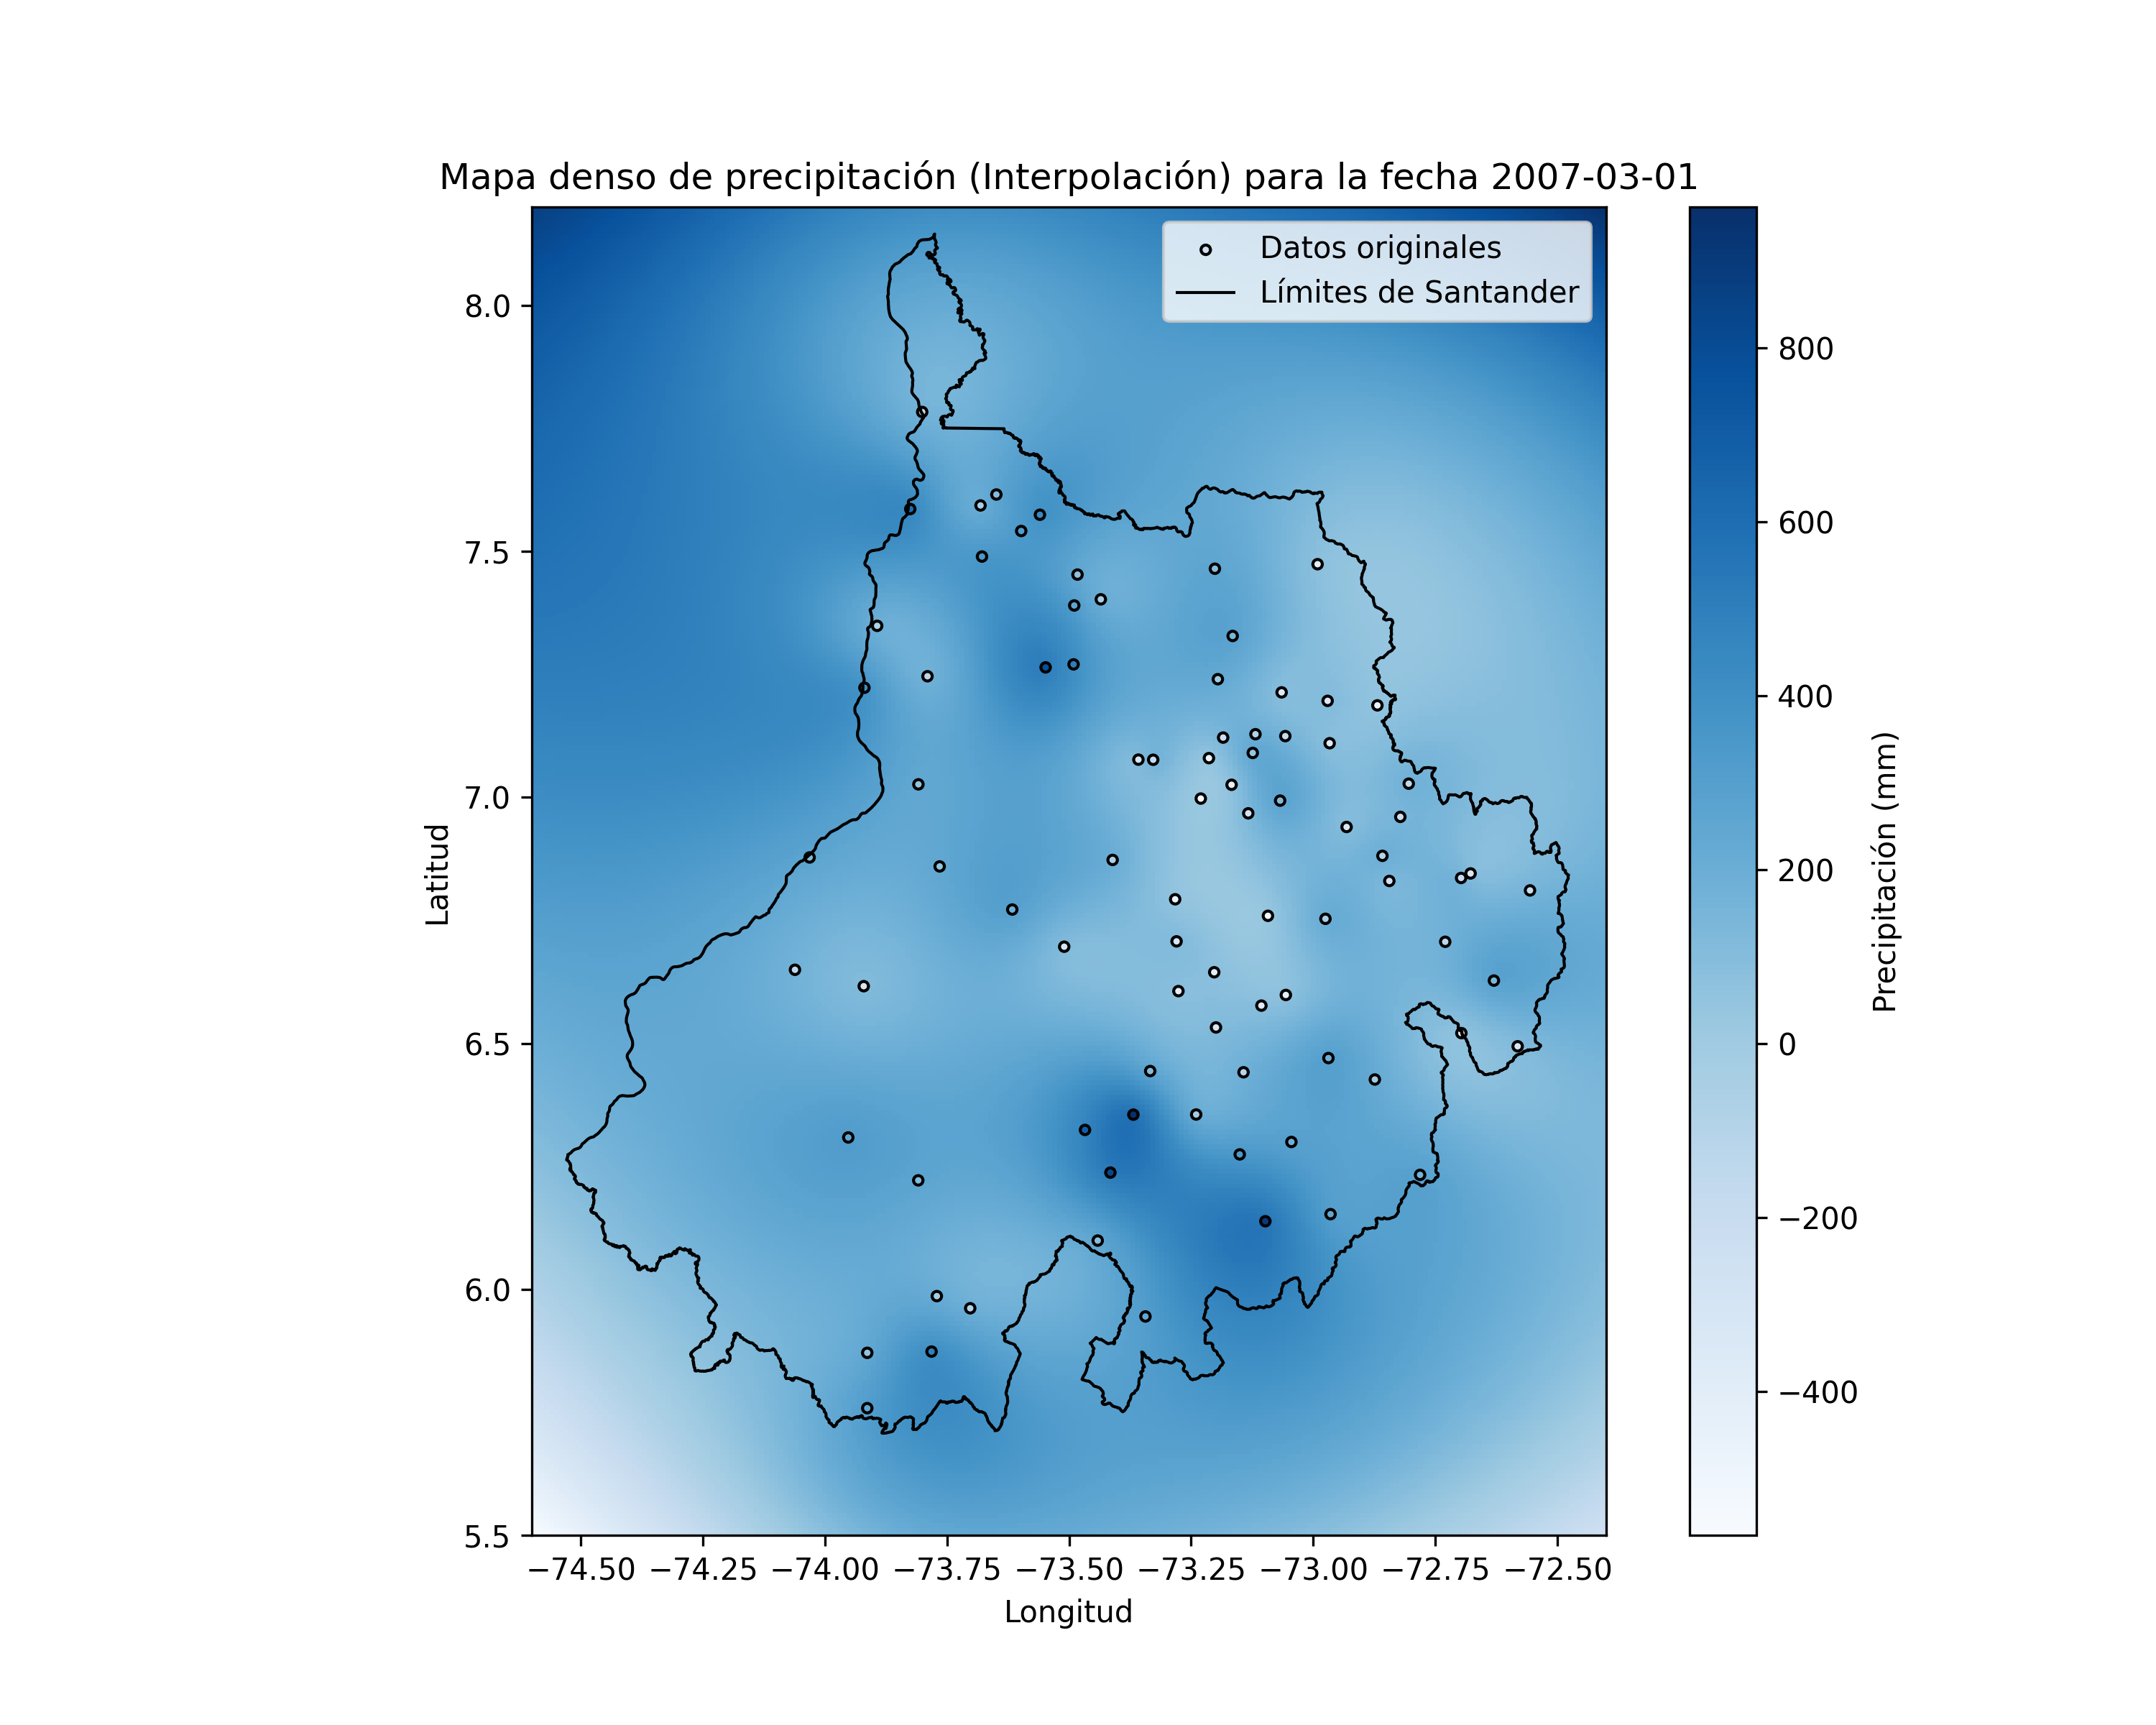 Mapa denso de precipitación (Interpolación) para la fecha 2007-03-01
Datos originales
Límites de Santander
8.0
7.5
7.0
6.5
6.0
5.5
Latitud
−74.50 −74.25 −74.00 −73.75 −73.50 −73.25 −73.00 −72.75 −72.50
Longitud
800
600
400
200
0
−200
−400
Precipitación (mm)